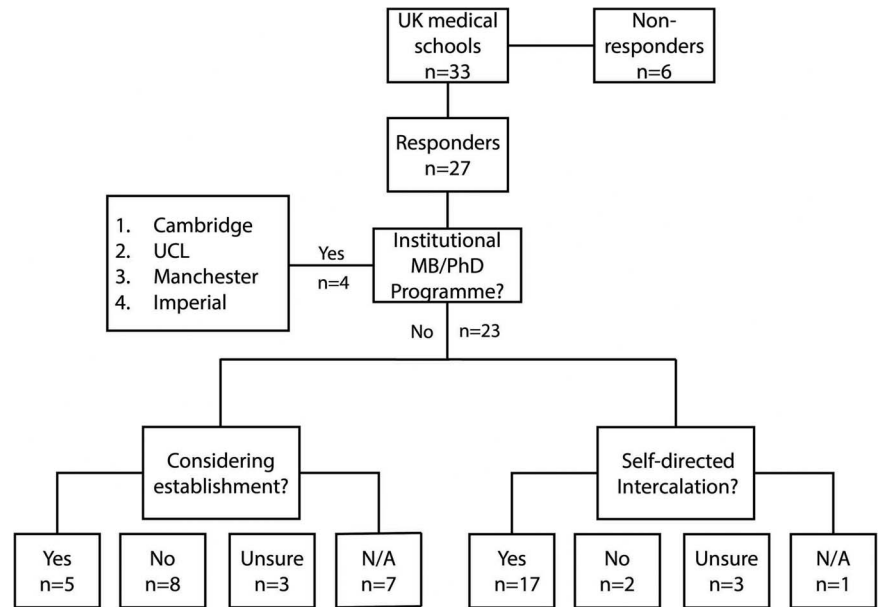 UK medical
schools
n=33
Non-
responders
n=6
Responders
n=27
1. Cambridge
2. UCL
3. Manchester
4. Imperial
Yes
n=4
Institutional
MB/PhD
Programme?
No n=23
Considering
establishment?
Self-directed
Intercalation?
Yes
n=5
No
n=8
Unsure
n=3
N/A
n=7
Yes
n=17
No
n=2
Unsure
n=3
N/A
n=1